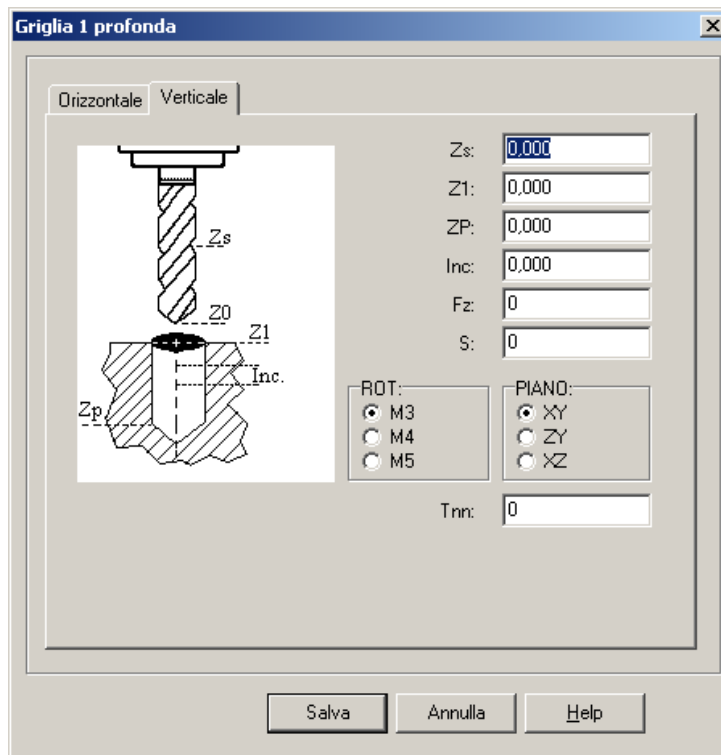 Griglia 1 profonda
Orizzontale Verticale
Zs: 0,000
Z1: 0,000
ZP: 0,000
Inc: 0,000
Fz: 0
S: 0
Zs
Z0
Z1
Inc.
Zp
ROT: PIANO:
M3 XY
M4 ZY
M5 XZ
Tnn: 0
Salva Annulla Help